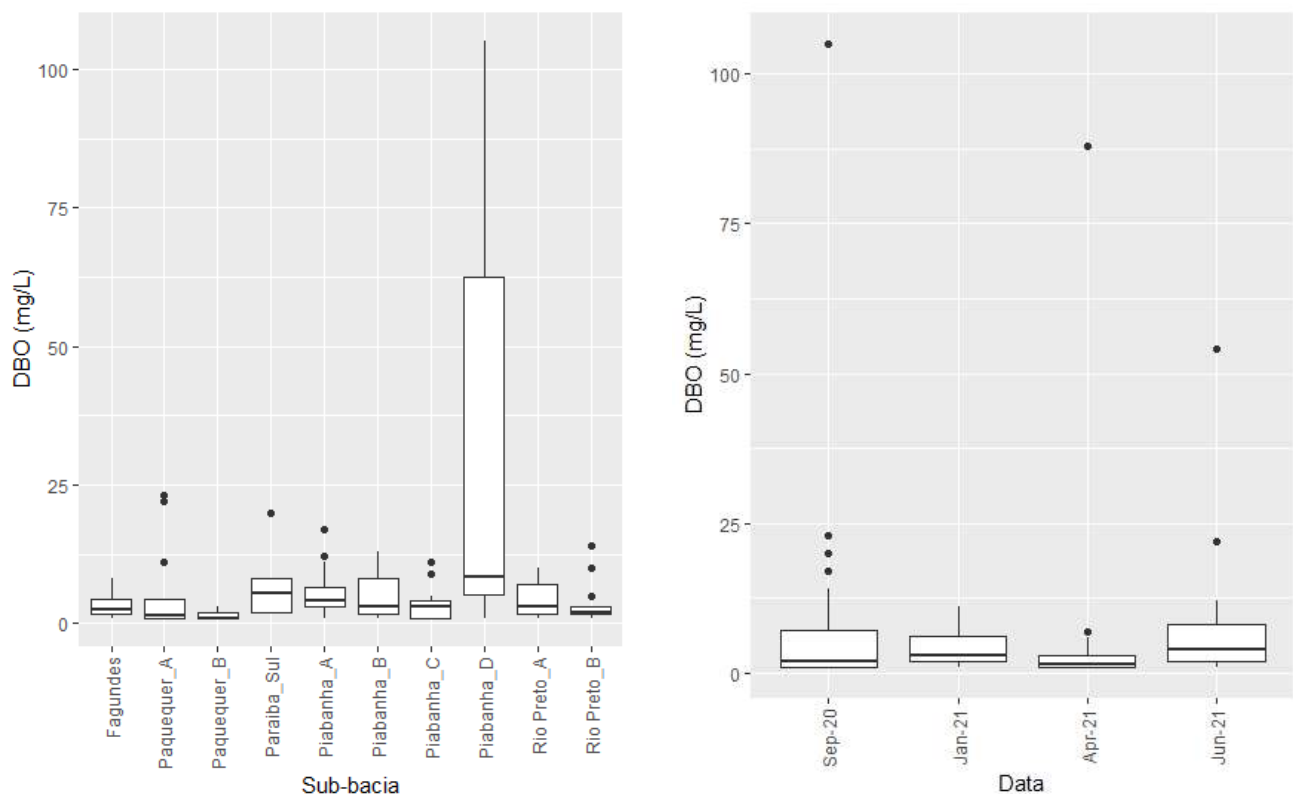 DBO (mg/L)
100
75
50
25
0
Fagundes
Paquequer_A
Paquequer_B
Paraiba_Sul
Piabanha_A
Piabanha_B
Piabanha_C
Piabanha_D
Rio Preto_A
Rio Preto_B
Sub-bacia
DBO (mg/L)
100
75
50
25
0
Sep-20
Jan-21
Apr-21
Jun-21
Data